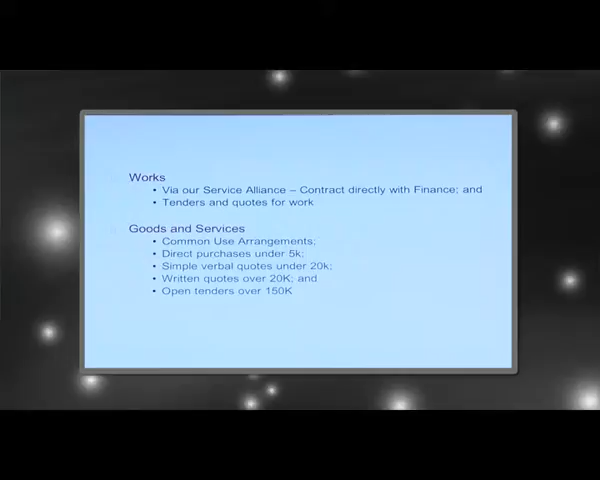 Works
• Via our Service Alliance – Contract directly with Finance; and
• Tenders and quotes for work
Goods and Services
• Common Use Arrangements;
• Direct purchases under 5k;
• Simple verbal quotes under 20k;
• Written quotes over 20K; and
• Open tenders over 150K